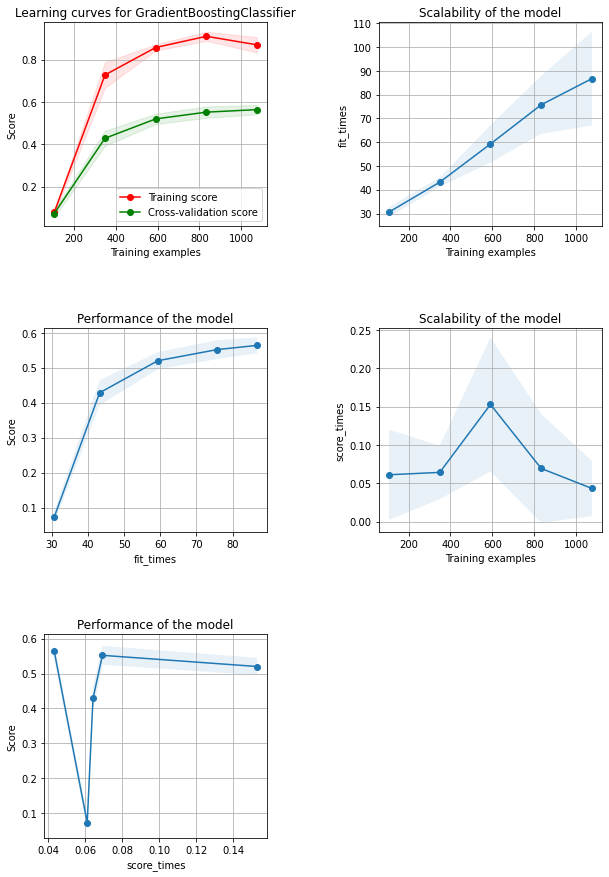 Learning curves for GradientBoostingClassifier
Score
0.8
0.6
0.4
0.2
200 400 600 800 1000
Training examples
Training score
Cross-validation score
Scalability of the model
fit_times
110
100
90
80
70
60
50
40
30
200 400 600 800 1000
Training examples
Performance of the model
Score
0.6
0.5
0.4
0.3
0.2
0.1
30 40 50 60 70 80
fit_times
Scalability of the model
score_times
0.25
0.20
0.15
0.10
0.05
0.00
200 400 600 800 1000
Training examples
Performance of the model
Score
0.6
0.5
0.4
0.3
0.2
0.1
0.04 0.06 0.08 0.10 0.12 0.14
score_times